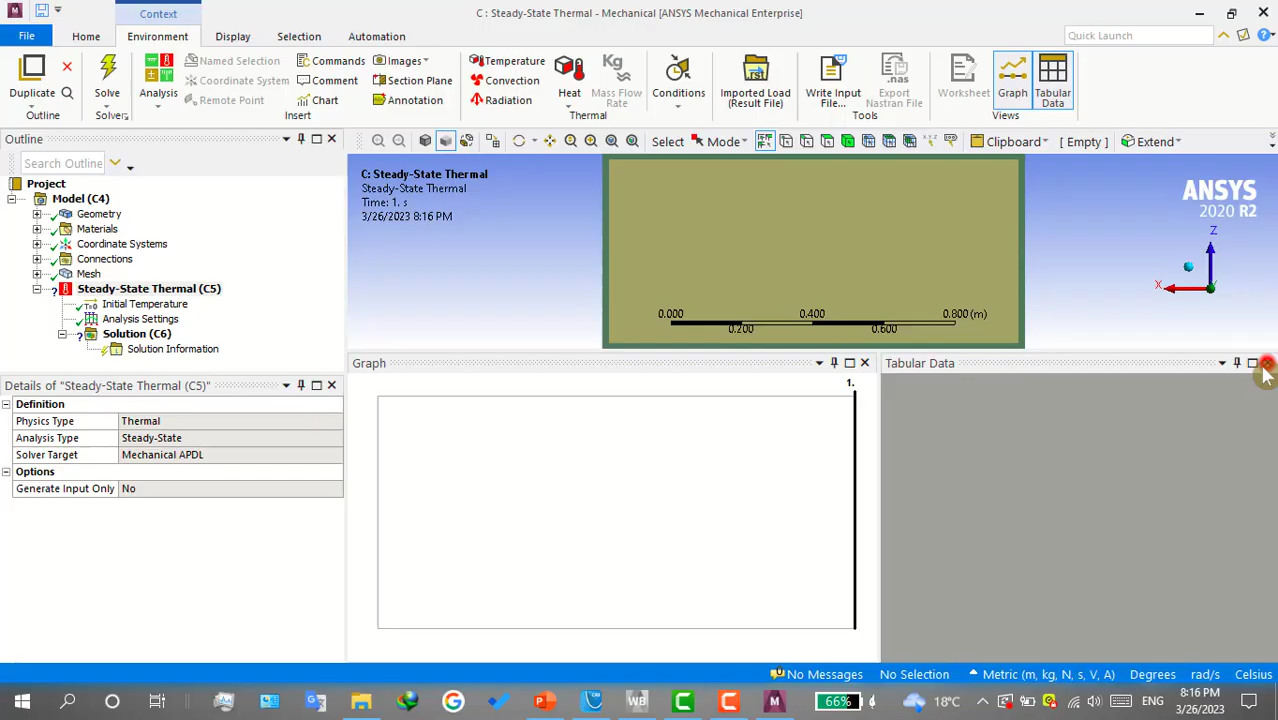 Context
C : Steady-State Thermal - Mechanical [ANSYS Mechanical Enterprise]
File
Home
Environment
Display
Selection
Automation
Quick Launch
Duplicate
Outline
Solve
Solvers
Analysis
Named Selection
Coordinate System
Remote Point
Commands
Comment
Chart
Images
Section Plane
Annotation
Insert
Temperature
Convection
Radiation
Heat
Mass Flow
Rate
Thermal
Conditions
Imported Load
(Result File)
Write Input
File...
Export
Nastran File
Tools
Worksheet
Graph
Tabular
Data
Views
Outline
Select
Mode
Clipboard
[ Empty ]
Extend
Search Outline
Project
Model (C4)
Geometry
Materials
Coordinate Systems
Connections
Mesh
Steady-State Thermal (C5)
Initial Temperature
Analysis Settings
Solution (C6)
Solution Information
C: Steady-State Thermal
Steady-State Thermal
Time: 1. s
3/26/2023 8:16 PM
ANSYS
2020 R2
Z
X
0.000
0.400
0.800 (m)
0.200
0.600
Graph
Tabular Data
1.
Details of "Steady-State Thermal (C5)"
Definition
Physics Type Thermal
Analysis Type Steady-State
Solver Target Mechanical APDL
Options
Generate Input Only No
No Messages
No Selection
Metric (m, kg, N, s, V, A)
Degrees
rad/s
Celsius
66%
18°C
ENG
8:16 PM
3/26/2023